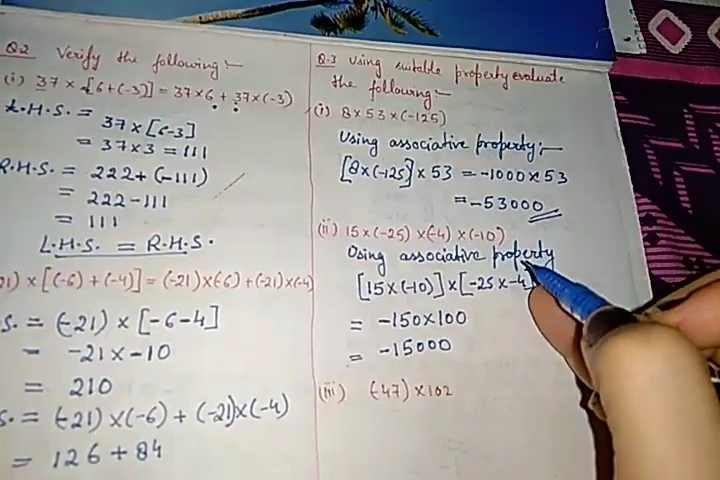 Q.2 Verify the following:-
(i) 37 × [6+(-3)] = 37×6 + 37×(-3)
L.H.S. =
37 × [6-3]
= 37×3 = 111
R.H.S. = 222+(-111)
= 222-111
= 111
L.H.S. = R.H.S.
21) × [(-6) + (-4)] = (-21)×(-6) + (-21)×(-4)
S. = (-21) × [-6-4]
= -21×-10
= 210
S. = (-21)×(-6) + (-21)×(-4)
= 126 + 84
Q.3 Using suitable property evaluate
the following:-
(i) 8×53×(-125)
Using associative property:-
[8×(-125]×53 = -1000×53
= -53000
(ii) 15×(-25)×(-4)×(-10)
Using associative property
[15×(-10)]×[-25×-4]
= -150×100
= -15000
(iii) (-47)×102